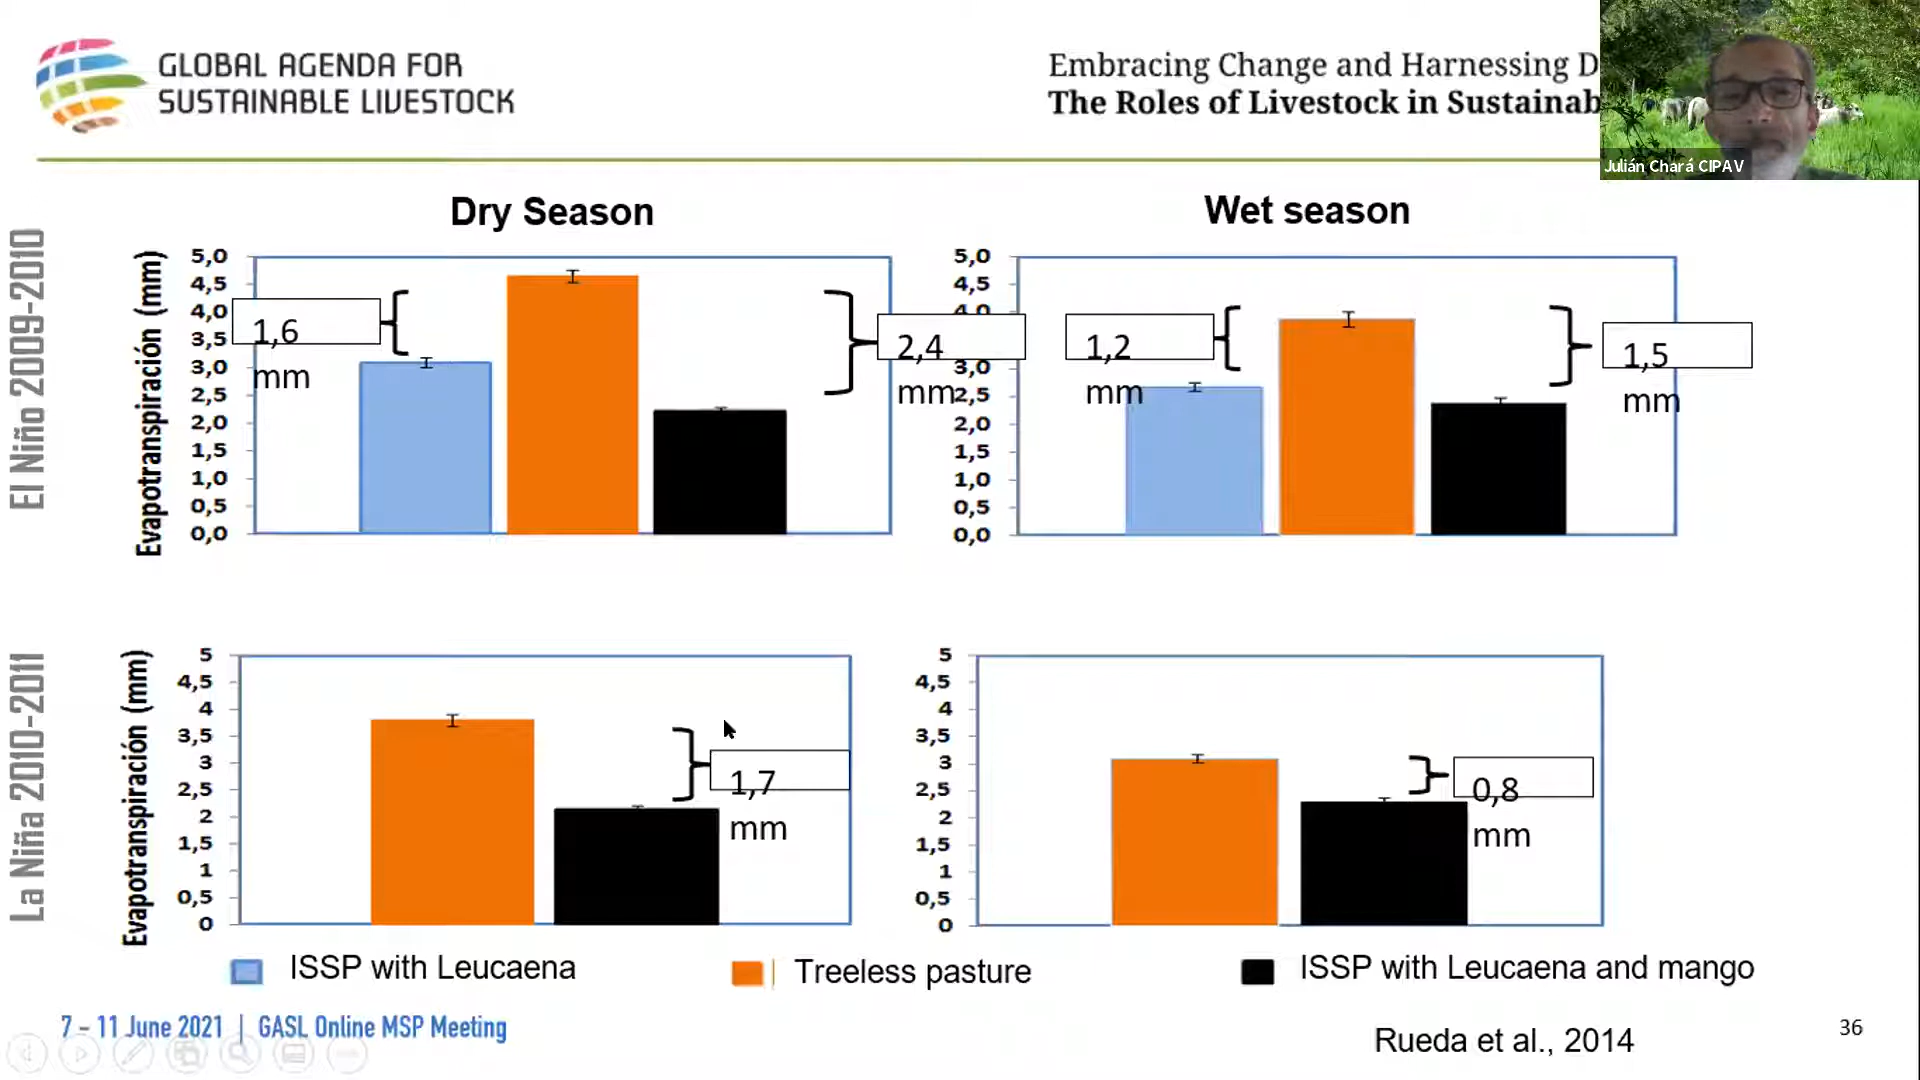 GLOBAL AGENDA FOR
SUSTAINABLE LIVESTOCK
Embracing Change and Harnessing D
The Roles of Livestock in Sustainab
Julián Chará CIPAV
Dry Season
Wet season
El Niño 2009-2010
Evapotranspiración (mm)
5,0
4,5
4,0
3,5
3,0
2,5
2,0
1,5
1,0
0,5
0,0
1,6
mm
2,4
mm
5,0
4,5
4,0
3,0
2,5
2,0
1,5
1,0
0,5
0,0
1,2
mm
1,5
mm
La Niña 2010-2011
Evapotranspiración (mm)
5
4,5
4
3,5
3
2,5
2
1,5
1
0,5
0
1,7
mm
5
4,5
4
3,5
3
2,5
2
1,5
1
0,5
0
0,8
mm
ISSP with Leucaena
Treeless pasture
ISSP with Leucaena and mango
7 – 11 June 2021 | GASL Online MSP Meeting
Rueda et al., 2014
36